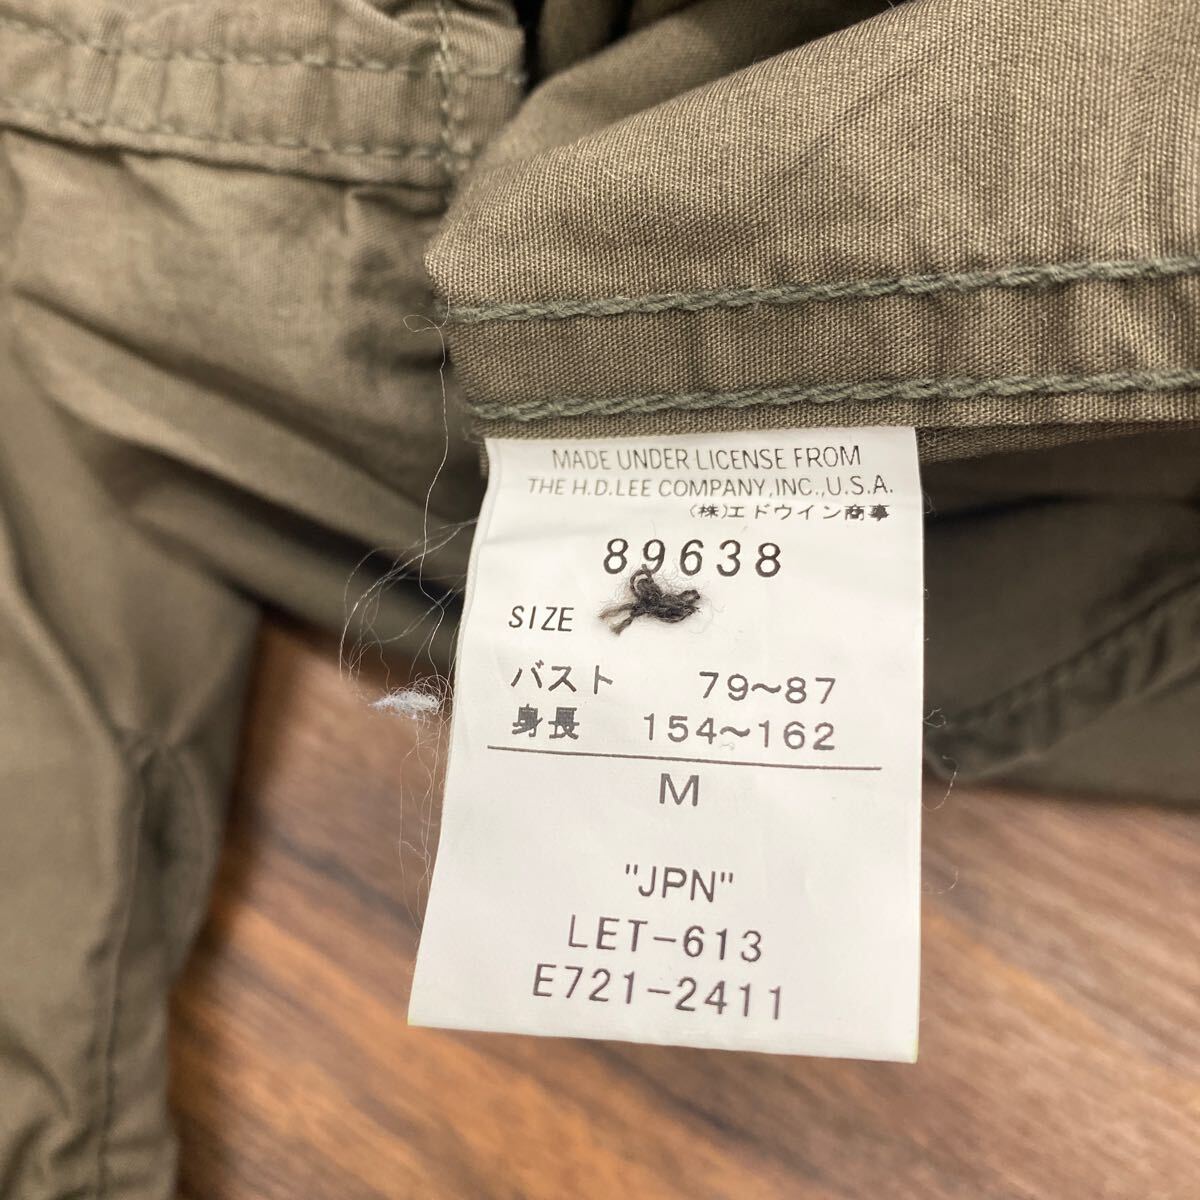 MADE UNDER LICENSE FROM
THE H.D.LEE COMPANY,INC.,U.S.A.
(株)エドウイン商事
89638
SIZE
バスト 79~87
身長 154~162
M
"JPN"
LET-613
E721-2411